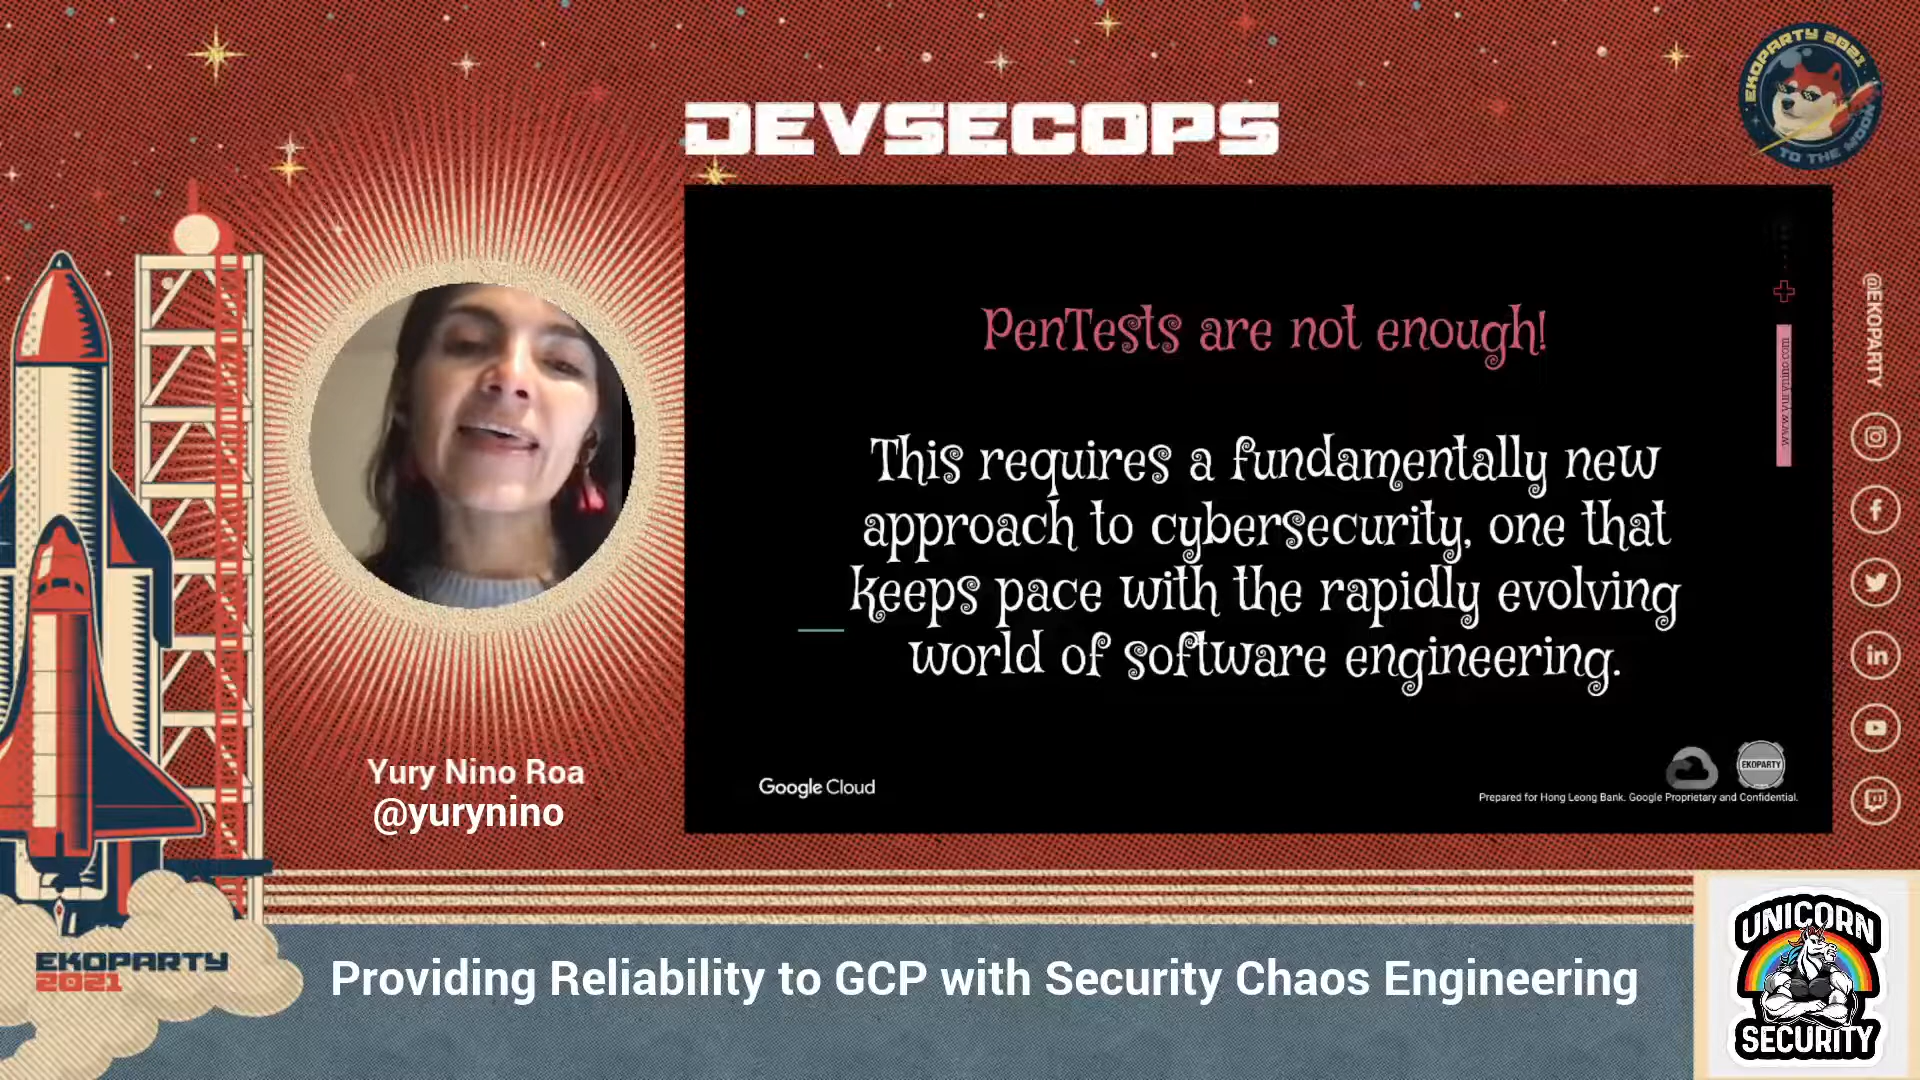 EKOPARTY 2021
TO THE MOON
DEVSECOPS
PenTests are not enough!
This requires a fundamentally new
approach to cybersecurity, one that
keeps pace with the rapidly evolving
world of software engineering.
www.yurynino.com
Google Cloud
EKOPARTY
Prepared for Hong Leong Bank. Google Proprietary and Confidential.
@EKOPARTY
Yury Nino Roa
@yurynino
EKOPARTY
2021
Providing Reliability to GCP with Security Chaos Engineering
UNICORN
SECURITY